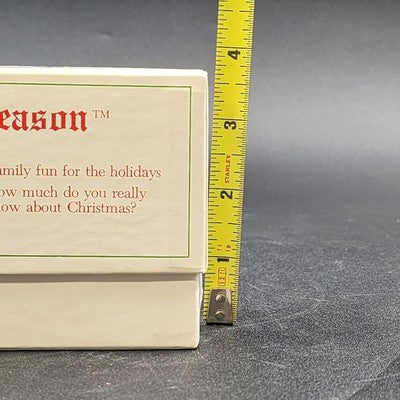 eason™
amily fun for the holidays
ow much do you really
ow about Christmas?
4
3
STANLEY
2
1